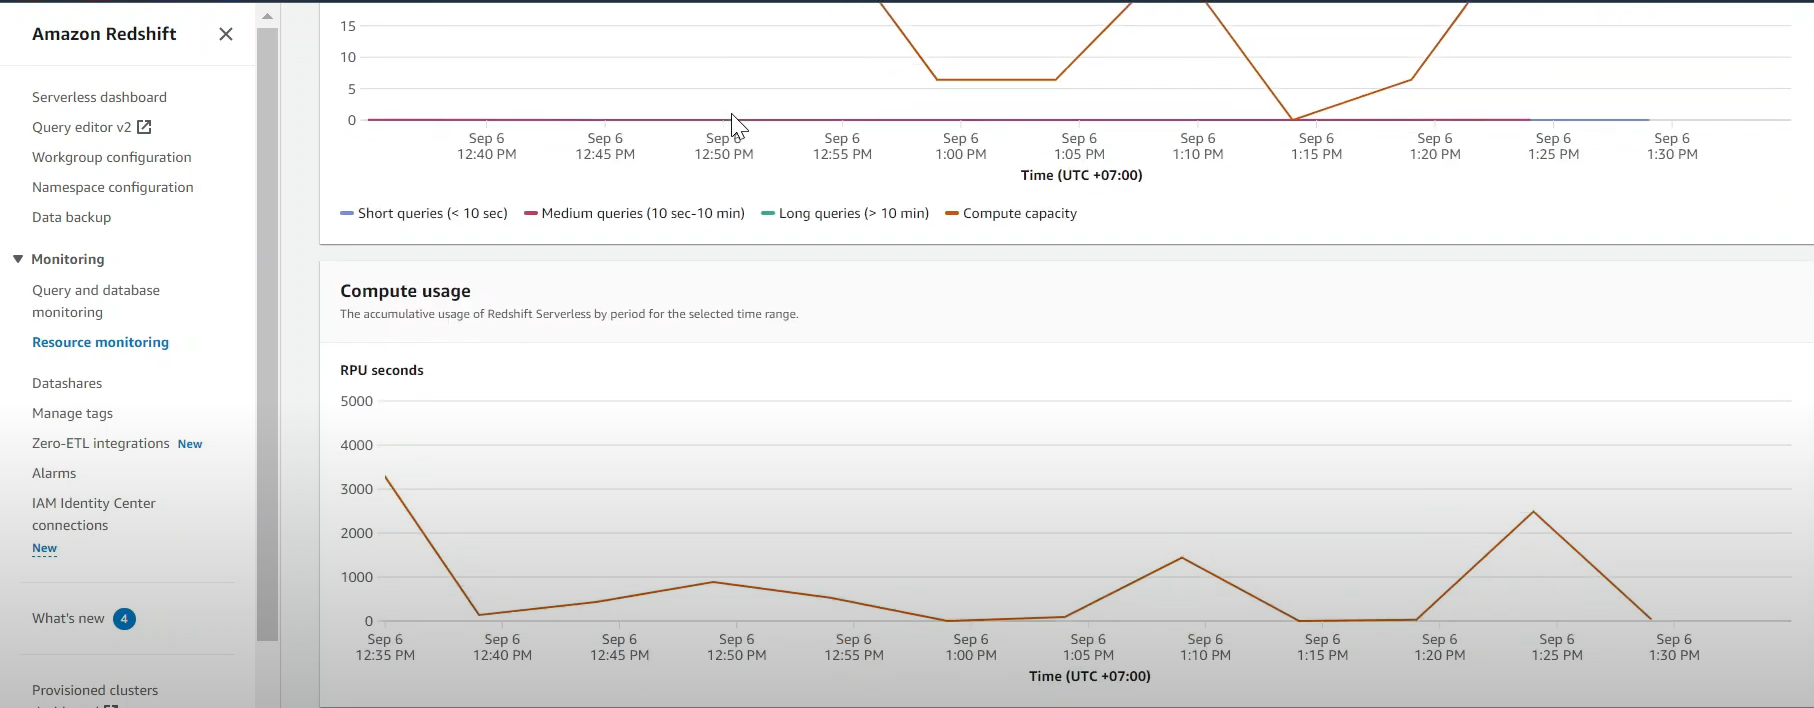 Amazon Redshift
Serverless dashboard
Query editor v2
Workgroup configuration
Namespace configuration
Data backup
Monitoring
Query and database
monitoring
Resource monitoring
Datashares
Manage tags
Zero-ETL integrations New
Alarms
IAM Identity Center
connections
New
What's new 4
Provisioned clusters
15
10
5
0
Sep 6 Sep 6 Sep 6 Sep 6 Sep 6 Sep 6 Sep 6 Sep 6 Sep 6 Sep 6 Sep 6
12:40 PM 12:45 PM 12:50 PM 12:55 PM 1:00 PM 1:05 PM 1:10 PM 1:15 PM 1:20 PM 1:25 PM 1:30 PM
Time (UTC +07:00)
Short queries (< 10 sec) Medium queries (10 sec-10 min) Long queries (> 10 min) Compute capacity
Compute usage
The accumulative usage of Redshift Serverless by period for the selected time range.
RPU seconds
5000
4000
3000
2000
1000
0
Sep 6 Sep 6 Sep 6 Sep 6 Sep 6 Sep 6 Sep 6 Sep 6 Sep 6 Sep 6 Sep 6 Sep 6
12:35 PM 12:40 PM 12:45 PM 12:50 PM 12:55 PM 1:00 PM 1:05 PM 1:10 PM 1:15 PM 1:20 PM 1:25 PM 1:30 PM
Time (UTC +07:00)